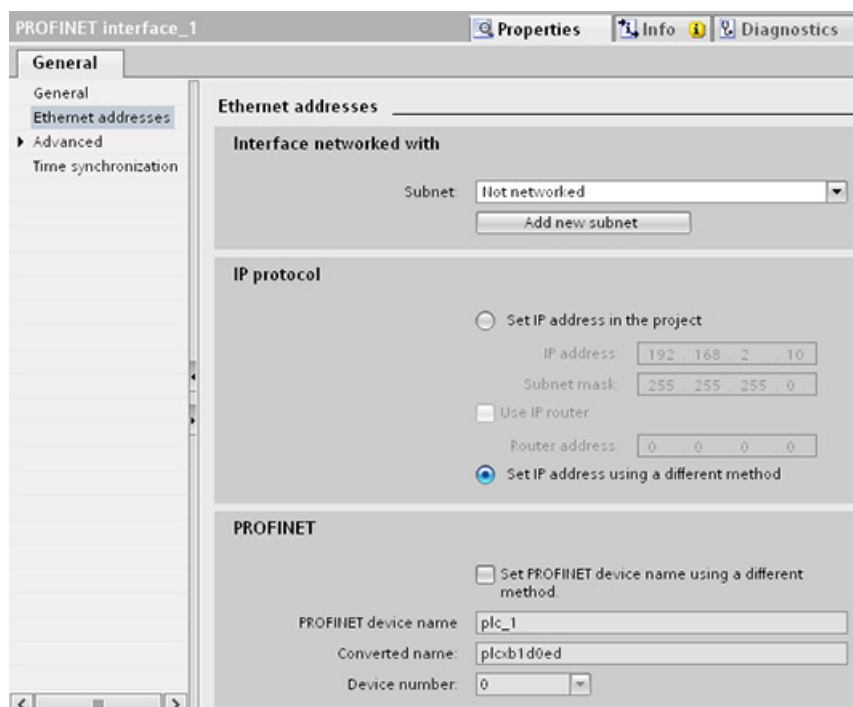 PROFINET interface_1
Properties
Info
Diagnostics
General
General
Ethernet addresses
Advanced
Time synchronization
Ethernet addresses
Interface networked with
Subnet: Not networked
Add new subnet
IP protocol
Set IP address in the project
IP address: 192 . 168 . 2 . 10
Subnet mask: 255 . 255 . 255 . 0
Use IP router
Router address: 0 . 0 . 0 . 0
Set IP address using a different method
PROFINET
Set PROFINET device name using a different
method.
PROFINET device name plc_1
Converted name: plcxb1d0ed
Device number: 0